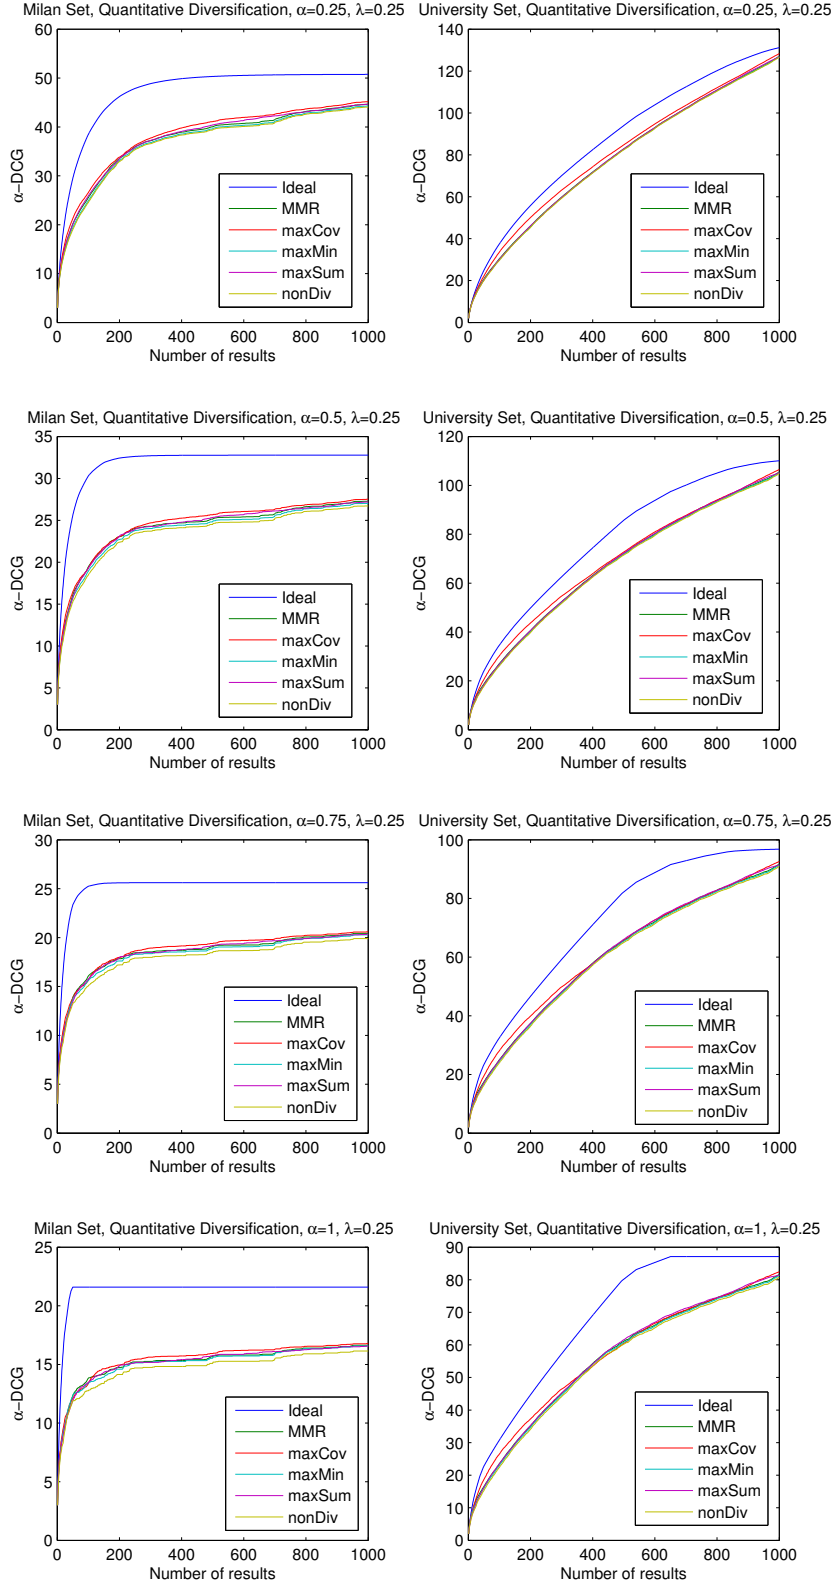 Milan Set, Quantitative Diversification, α=0.25, λ=0.25
60
50
40
30
20
10
0
α−DCG
Ideal
MMR
maxCov
maxMin
maxSum
nonDiv
0 200 400 600 800 1000
Number of results
University Set, Quantitative Diversification, α=0.25, λ=0.25
140
120
100
80
60
40
20
0
α−DCG
Ideal
MMR
maxCov
maxMin
maxSum
nonDiv
0 200 400 600 800 1000
Number of results
Milan Set, Quantitative Diversification, α=0.5, λ=0.25
35
30
25
20
15
10
5
0
α−DCG
Ideal
MMR
maxCov
maxMin
maxSum
nonDiv
0 200 400 600 800 1000
Number of results
University Set, Quantitative Diversification, α=0.5, λ=0.25
120
100
80
60
40
20
0
α−DCG
Ideal
MMR
maxCov
maxMin
maxSum
nonDiv
0 200 400 600 800 1000
Number of results
Milan Set, Quantitative Diversification, α=0.75, λ=0.25
30
25
20
15
10
5
0
α−DCG
Ideal
MMR
maxCov
maxMin
maxSum
nonDiv
0 200 400 600 800 1000
Number of results
University Set, Quantitative Diversification, α=0.75, λ=0.25
100
80
60
40
20
0
α−DCG
Ideal
MMR
maxCov
maxMin
maxSum
nonDiv
0 200 400 600 800 1000
Number of results
Milan Set, Quantitative Diversification, α=1, λ=0.25
25
20
15
10
5
0
α−DCG
Ideal
MMR
maxCov
maxMin
maxSum
nonDiv
0 200 400 600 800 1000
Number of results
University Set, Quantitative Diversification, α=1, λ=0.25
90
80
70
60
50
40
30
20
10
0
α−DCG
Ideal
MMR
maxCov
maxMin
maxSum
nonDiv
0 200 400 600 800 1000
Number of results